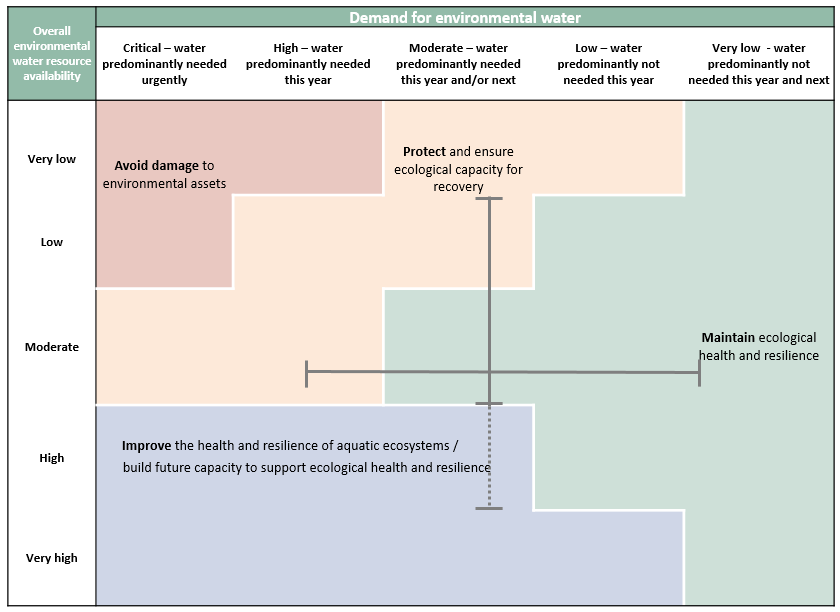 Overall
environmental
water resource
availability
Demand for environmental water
Critical – water
predominantly needed
urgently
High – water
predominantly needed
this year
Moderate – water
predominantly needed
this year and/or next
Low – water
predominantly not
needed this year
Very low - water
predominantly not
needed this year and next
Very low
Avoid damage to
environmental assets
Protect and ensure
ecological capacity for
recovery
Low
Moderate
Maintain ecological
health and resilience
High
Improve the health and resilience of aquatic ecosystems /
build future capacity to support ecological health and resilience
Very high